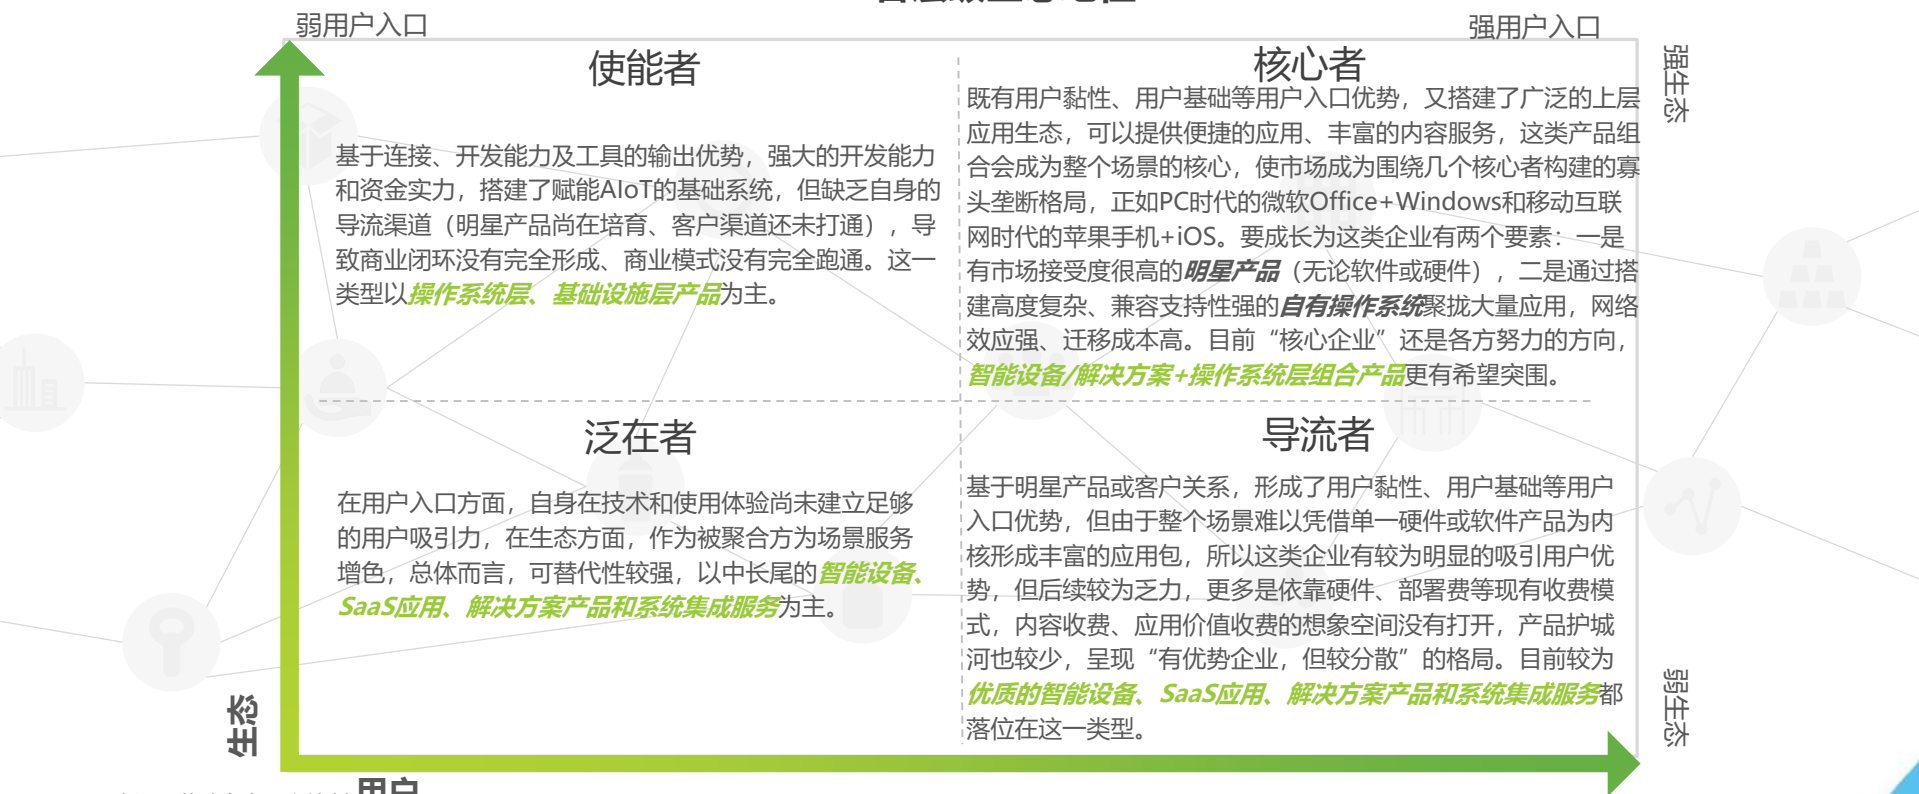 弱用户入口
强用户入口
强生态
使能者
基于连接、开发能力及工具的输出优势，强大的开发能力
和资金实力，搭建了赋能AIoT的基础系统，但缺乏自身的
导流渠道（明星产品尚在培育、客户渠道还未打通），导
致商业闭环没有完全形成、商业模式没有完全跑通。这一
类型以操作系统层、基础设施层产品为主。
核心者
既有用户黏性、用户基础等用户入口优势，又搭建了广泛的上层
应用生态，可以提供便捷的应用、丰富的内容服务，这类产品组
合会成为整个场景的核心，使市场成为围绕几个核心者构建的寡
头垄断格局，正如PC时代的微软Office+Windows和移动互联
网时代的苹果手机+iOS。要成长为这类企业有两个要素：一是
有市场接受度很高的明星产品（无论软件或硬件），二是通过搭
建高度复杂、兼容支持性强的自有操作系统聚拢大量应用，网络
效应强、迁移成本高。目前“核心企业”还是各方努力的方向，
智能设备/解决方案+操作系统层组合产品更有希望突围。
泛在者
在用户入口方面，自身在技术和使用体验尚未建立足够
的用户吸引力，在生态方面，作为被聚合方为场景服务
增色，总体而言，可替代性较强，以中长尾的智能设备、
SaaS应用、解决方案产品和系统集成服务为主。
导流者
基于明星产品或客户关系，形成了用户黏性、用户基础等用户
入口优势，但由于整个场景难以凭借单一硬件或软件产品为内
核形成丰富的应用包，所以这类企业有较为明显的吸引用户优
势，但后续较为乏力，更多是依靠硬件、部署费等现有收费模
式，内容收费、应用价值收费的想象空间没有打开，产品护城
河也较少，呈现“有优势企业，但较分散”的格局。目前较为
优质的智能设备、SaaS应用、解决方案产品和系统集成服务都
落位在这一类型。
弱生态
生态
用户